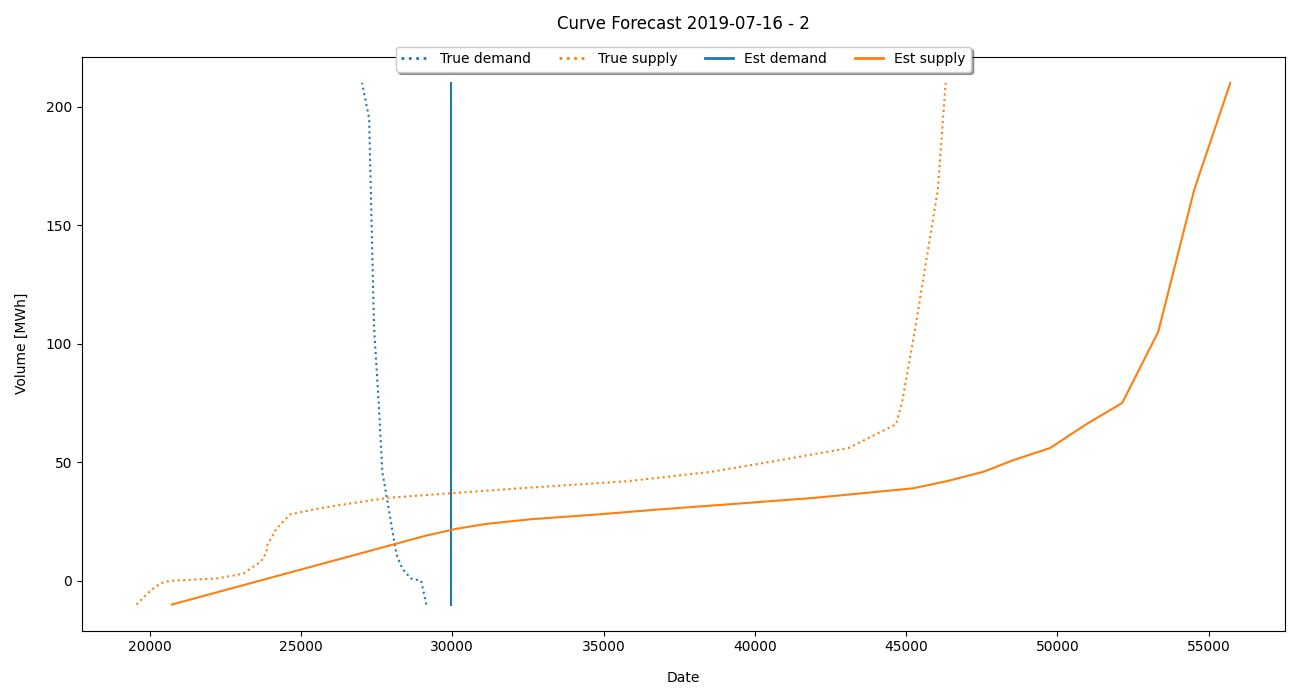 Curve Forecast 2019-07-16 - 2
True demand True supply Est demand Est supply
200
150
100
50
0
Volume [MWh]
20000 25000 30000 35000 40000 45000 50000 55000
Date